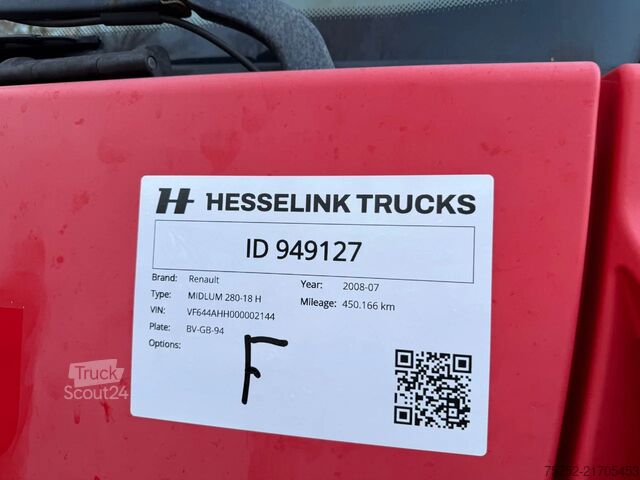 HESSELINK TRUCKS
ID 949127
Brand: Renault
Year: 2008-07
Type: MIDLUM 280-18 H
Mileage: 450.166 km
VIN: VF644AHH000002144
Plate: BV-GB-94
Options:
F
Truck
Scout24